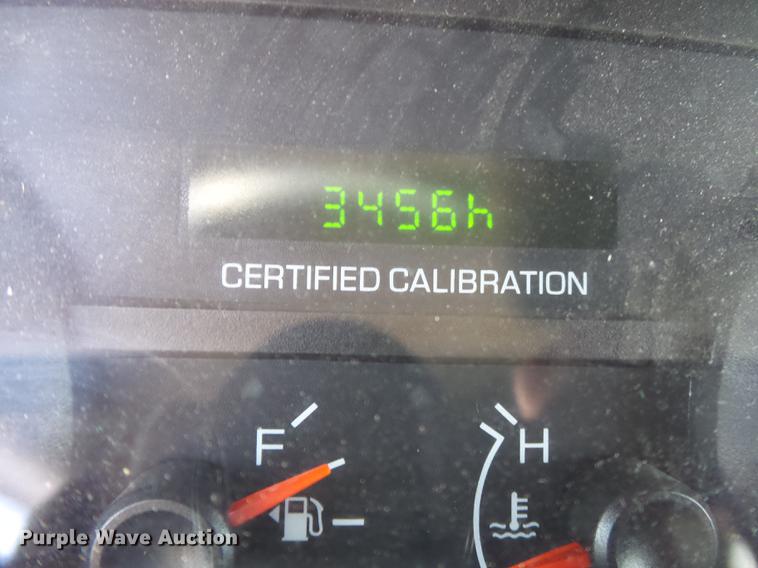 3456h
CERTIFIED CALIBRATION
F
H
Purple Wave Auction